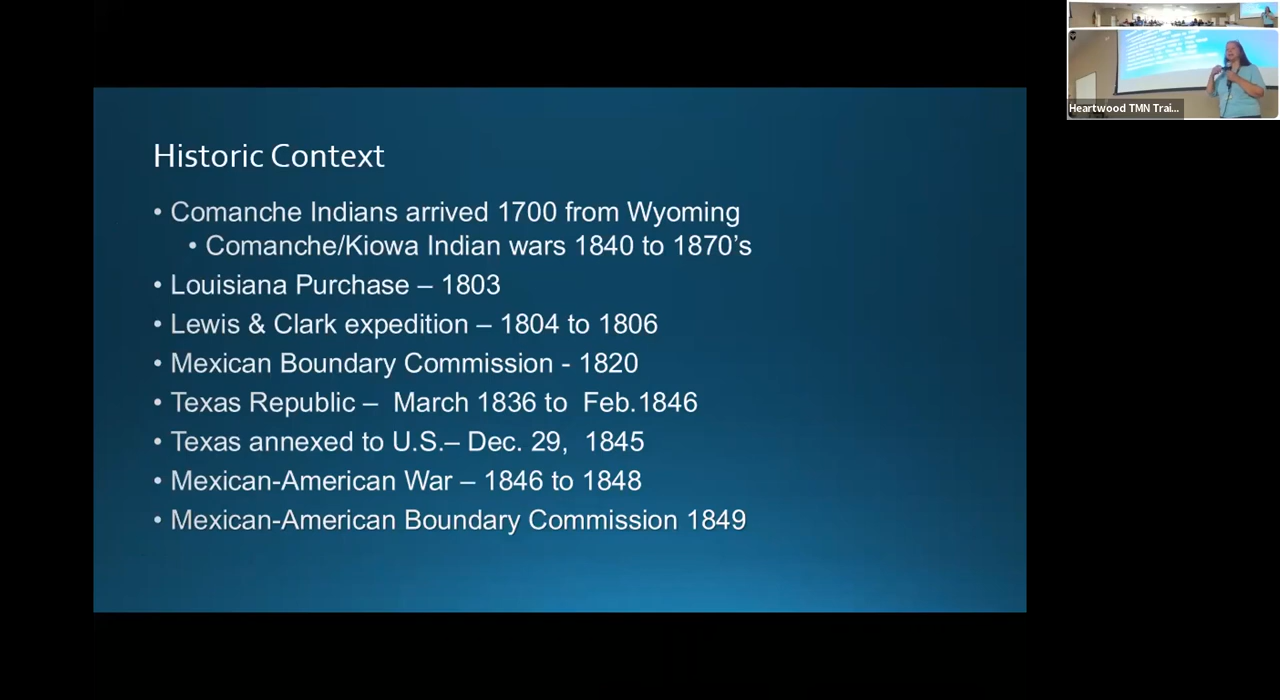 Historic Context
• Comanche Indians arrived 1700 from Wyoming
• Comanche/Kiowa Indian wars 1840 to 1870’s
• Louisiana Purchase – 1803
• Lewis & Clark expedition – 1804 to 1806
• Mexican Boundary Commission - 1820
• Texas Republic –  March 1836 to  Feb.1846
• Texas annexed to U.S.– Dec. 29,  1845
• Mexican-American War – 1846 to 1848
• Mexican-American Boundary Commission 1849
Heartwood TMN Trai...